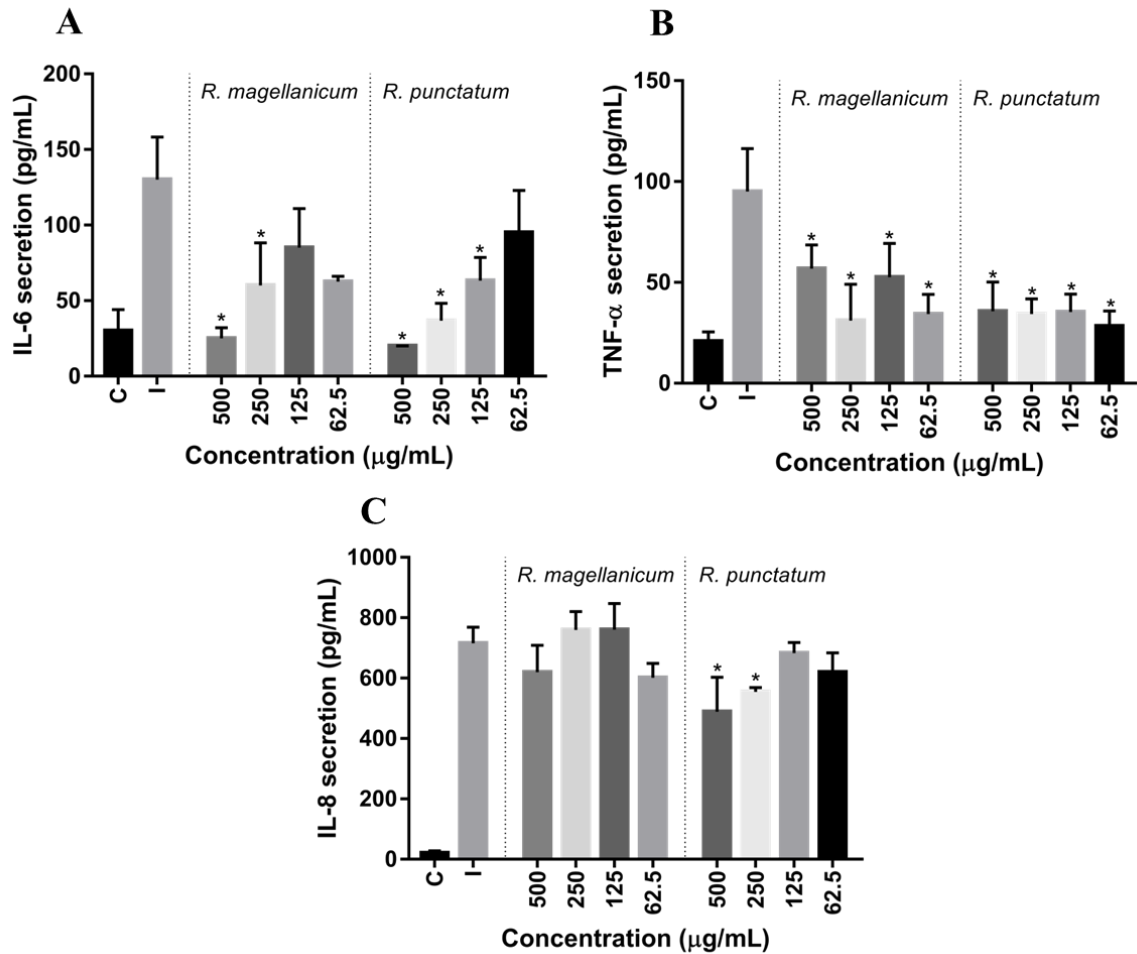 A
IL-6 secretion (pg/mL)
200
150
100
50
0
R. magellanicum
R. punctatum
*
*
*
*
*
C
I
500
250
125
62.5
500
250
125
62.5
Concentration (μg/mL)
B
TNF-α secretion (pg/mL)
150
100
50
0
R. magellanicum
R. punctatum
*
*
*
*
*
*
*
*
C
I
500
250
125
62.5
500
250
125
62.5
Concentration (μg/mL)
C
IL-8 secretion (pg/mL)
1000
800
600
400
200
0
R. magellanicum
R. punctatum
*
*
C
I
500
250
125
62.5
500
250
125
62.5
Concentration (μg/mL)